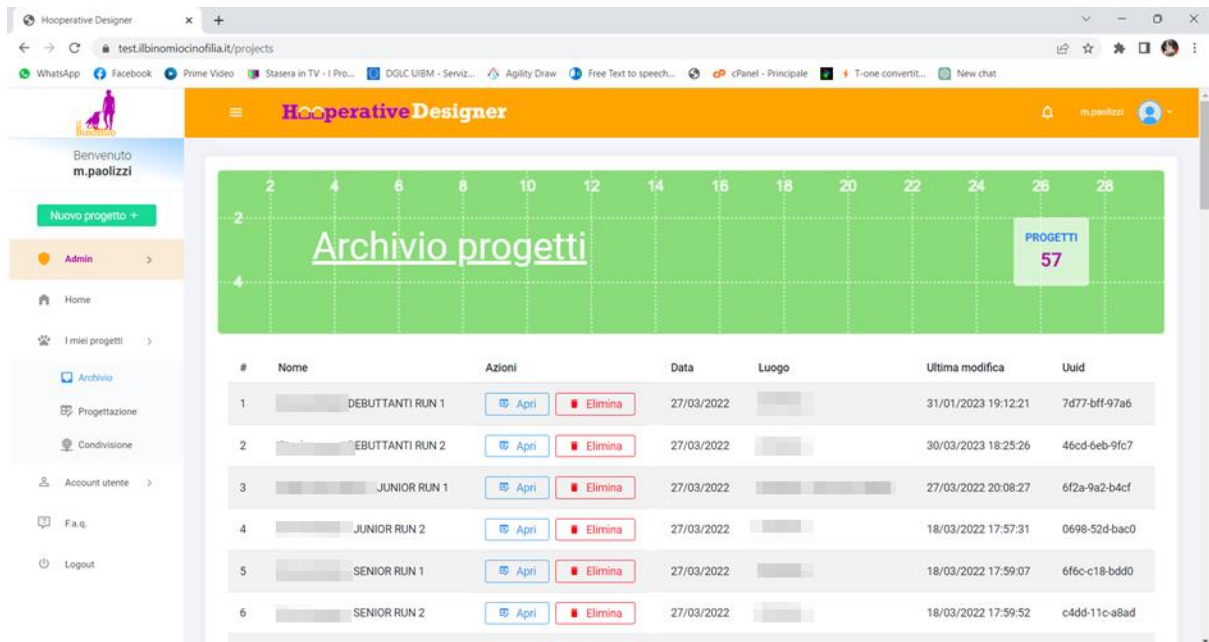 Hooperative Designer
test.ilbinomiocinofilia.it/projects
WhatsApp Facebook Prime Video Stasera in TV - I Pro... DGLC UIBM - Serviz... Agility Draw Free Text to speech... cPanel - Principale T-one convertit... New chat
Binomio
HooperativeDesigner
m.paolizzi
Benvenuto
m.paolizzi
Nuovo progetto +
Admin
Home
I miei progetti
Archivio
Progettazione
Condivisione
Account utente
F.a.q.
Logout
2 4 6 8 10 12 14 16 18 20 22 24 26 28
2
Archivio progetti
PROGETTI
57
4
# Nome Azioni Data Luogo Ultima modifica Uuid
1 DEBUTTANTI RUN 1 Apri Elimina 27/03/2022 31/01/2023 19:12:21 7d77-bff-97a6
2 EBUTTANTI RUN 2 Apri Elimina 27/03/2022 30/03/2023 18:25:26 46cd-6eb-9fc7
3 JUNIOR RUN 1 Apri Elimina 27/03/2022 27/03/2022 20:08:27 6f2a-9a2-b4cf
4 JUNIOR RUN 2 Apri Elimina 27/03/2022 18/03/2022 17:57:31 0698-52d-bac0
5 SENIOR RUN 1 Apri Elimina 27/03/2022 18/03/2022 17:59:07 6f6c-c18-bdd0
6 SENIOR RUN 2 Apri Elimina 27/03/2022 18/03/2022 17:59:52 c4dd-11c-a8ad